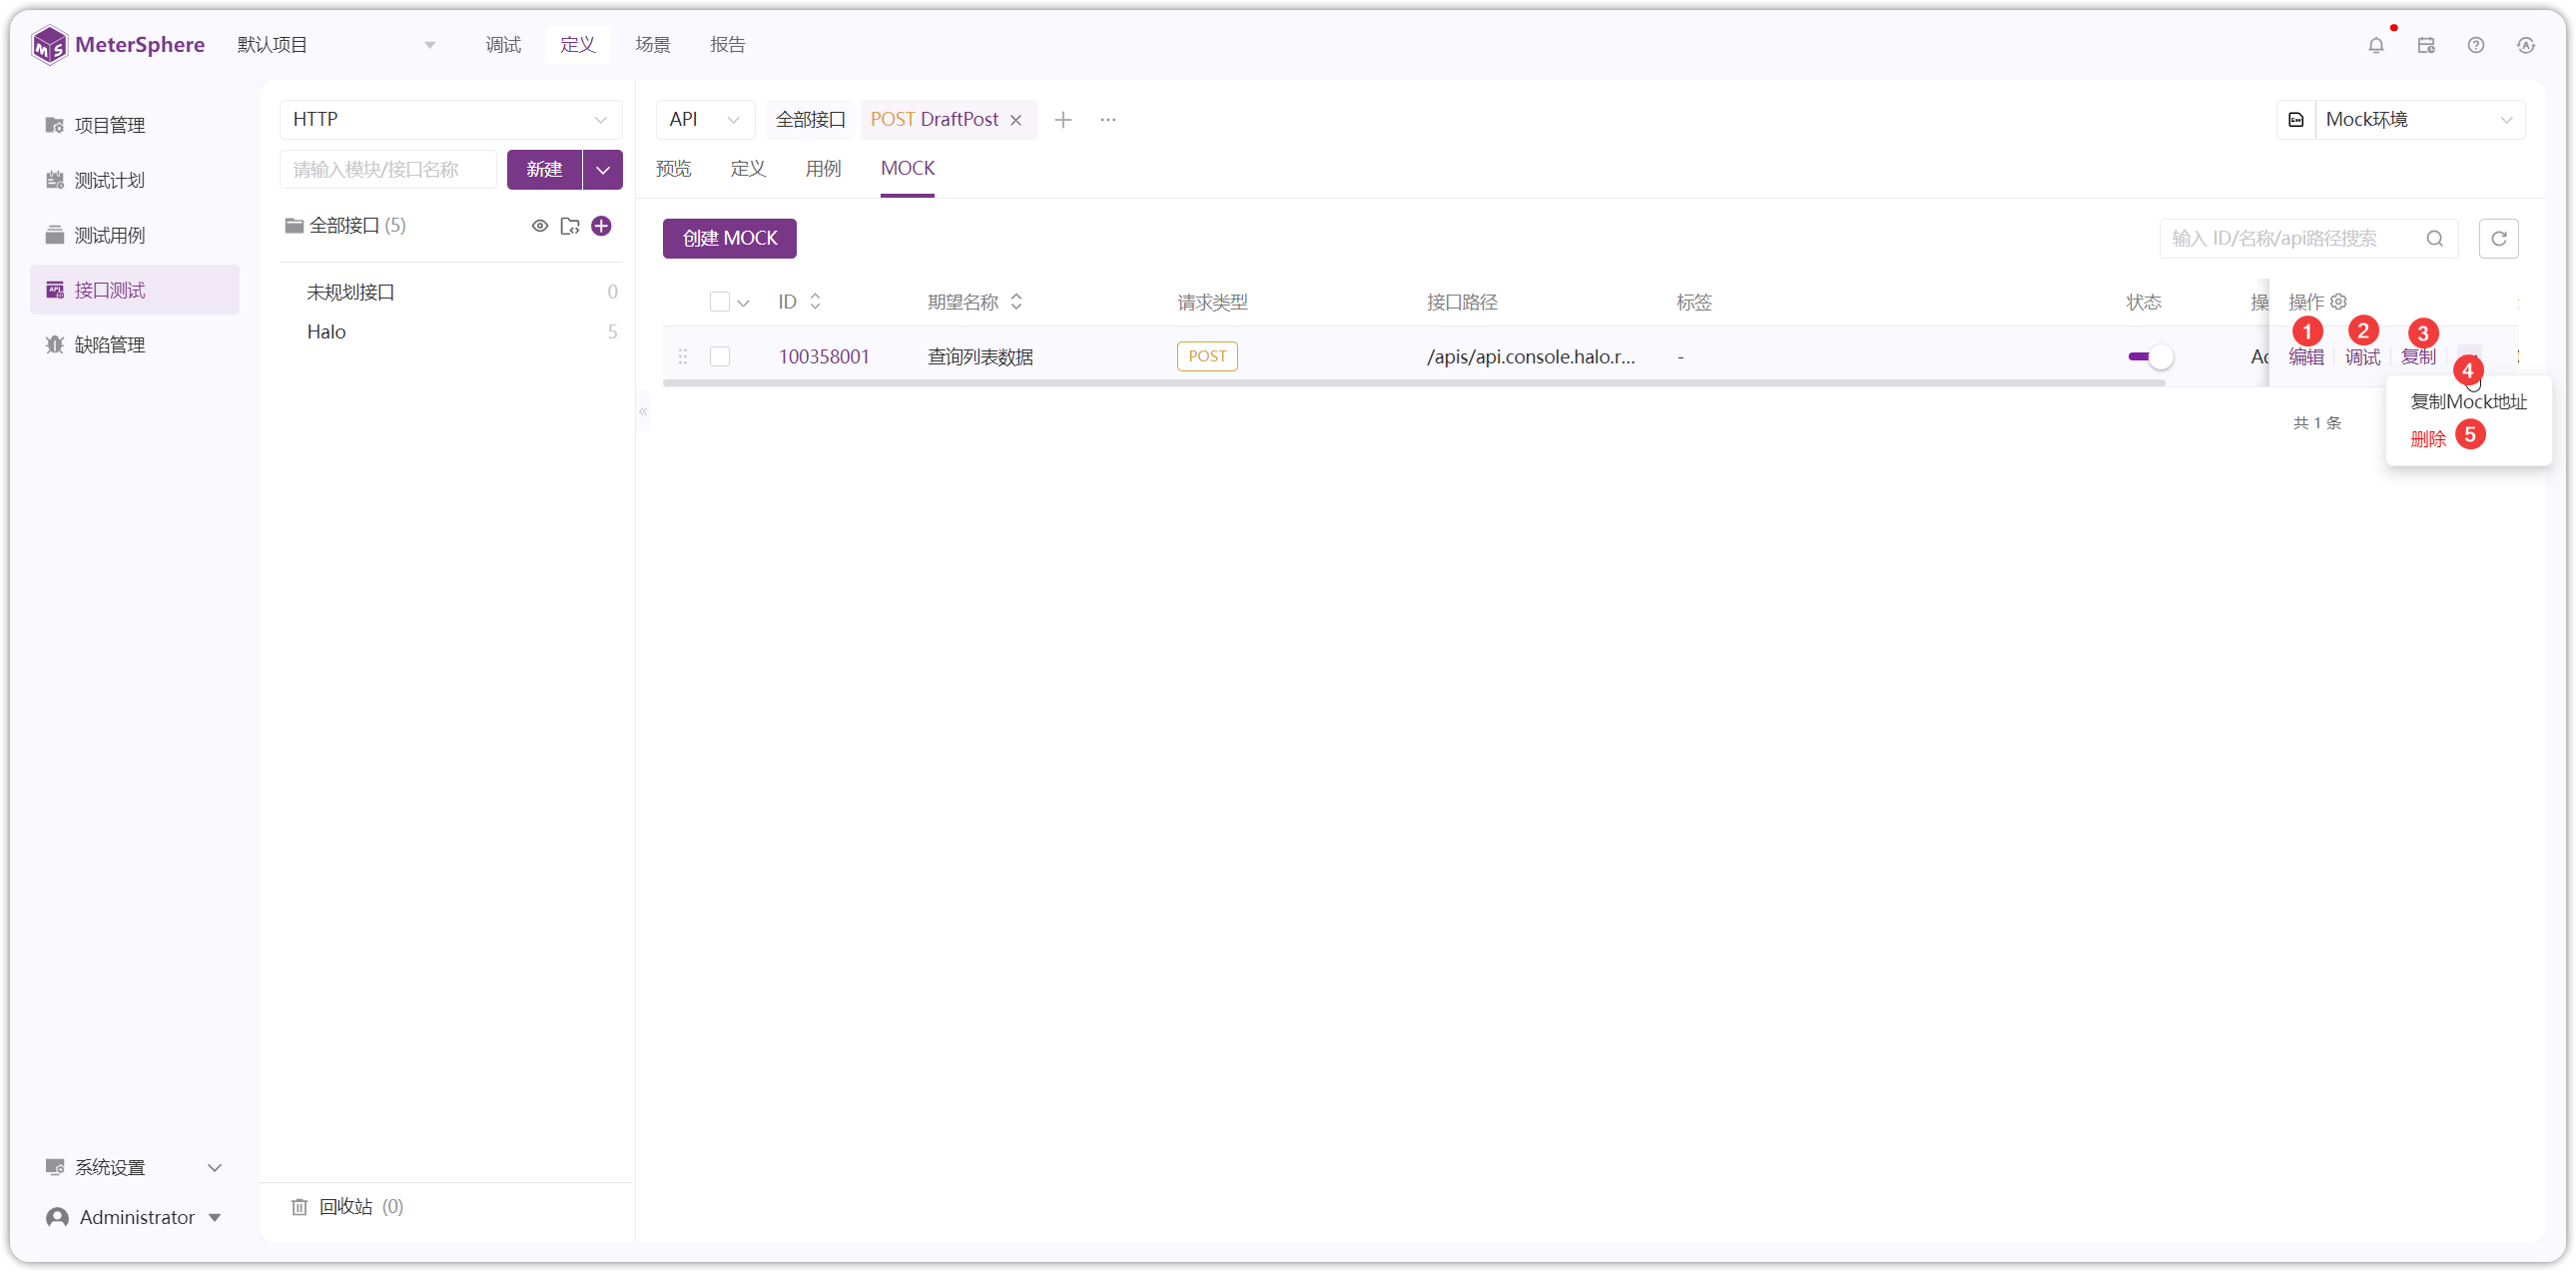 MeterSphere
默认项目
调试
定义
场景
报告
项目管理
测试计划
测试用例
接口测试
缺陷管理
系统设置
Administrator
HTTP
请输入模块/接口名称
新建
全部接口 (5)
未规划接口 0
Halo 5
回收站 (0)
API
全部接口
POST DraftPost
Mock环境
预览
定义
用例
MOCK
创建 MOCK
输入 ID/名称/api路径搜索
ID
期望名称
请求类型
接口路径
标签
状态
操
操作
100358001
查询列表数据
POST
/apis/api.console.halo.r...
-
1
2
3
编辑
调试
复制
4
复制Mock地址
删除
5
共 1 条